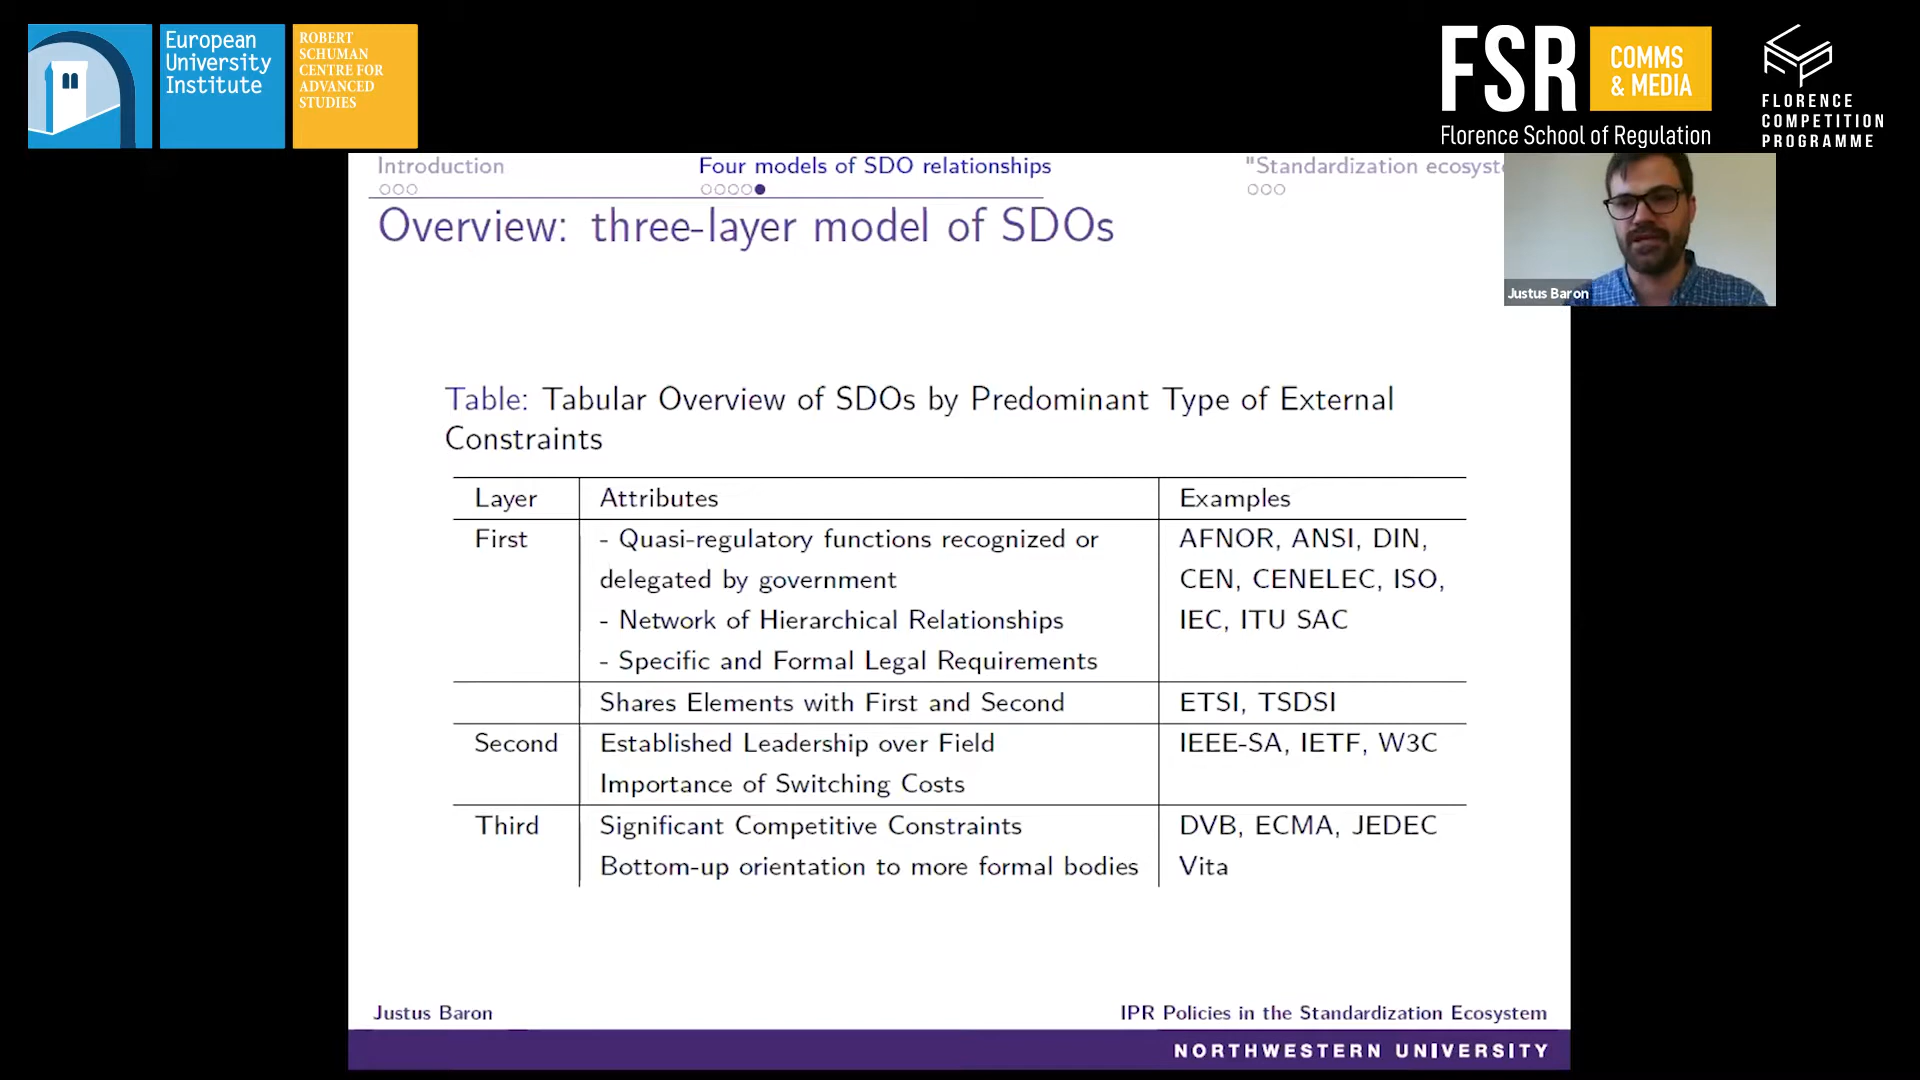 European
University
Institute
ROBERT
SCHUMAN
CENTRE FOR
ADVANCED
STUDIES
FSR
COMMS
& MEDIA
Florence School of Regulation
FLORENCE
COMPETITION
PROGRAMME
Introduction
Four models of SDO relationships
"Standardization ecosyst
Overview: three-layer model of SDOs
Justus Baron
Table: Tabular Overview of SDOs by Predominant Type of External
Constraints
Layer Attributes Examples
First - Quasi-regulatory functions recognized or AFNOR, ANSI, DIN,
delegated by government CEN, CENELEC, ISO,
- Network of Hierarchical Relationships IEC, ITU SAC
- Specific and Formal Legal Requirements
Shares Elements with First and Second ETSI, TSDSI
Second Established Leadership over Field IEEE-SA, IETF, W3C
Importance of Switching Costs
Third Significant Competitive Constraints DVB, ECMA, JEDEC
Bottom-up orientation to more formal bodies Vita
Justus Baron IPR Policies in the Standardization Ecosystem
NORTHWESTERN UNIVERSITY